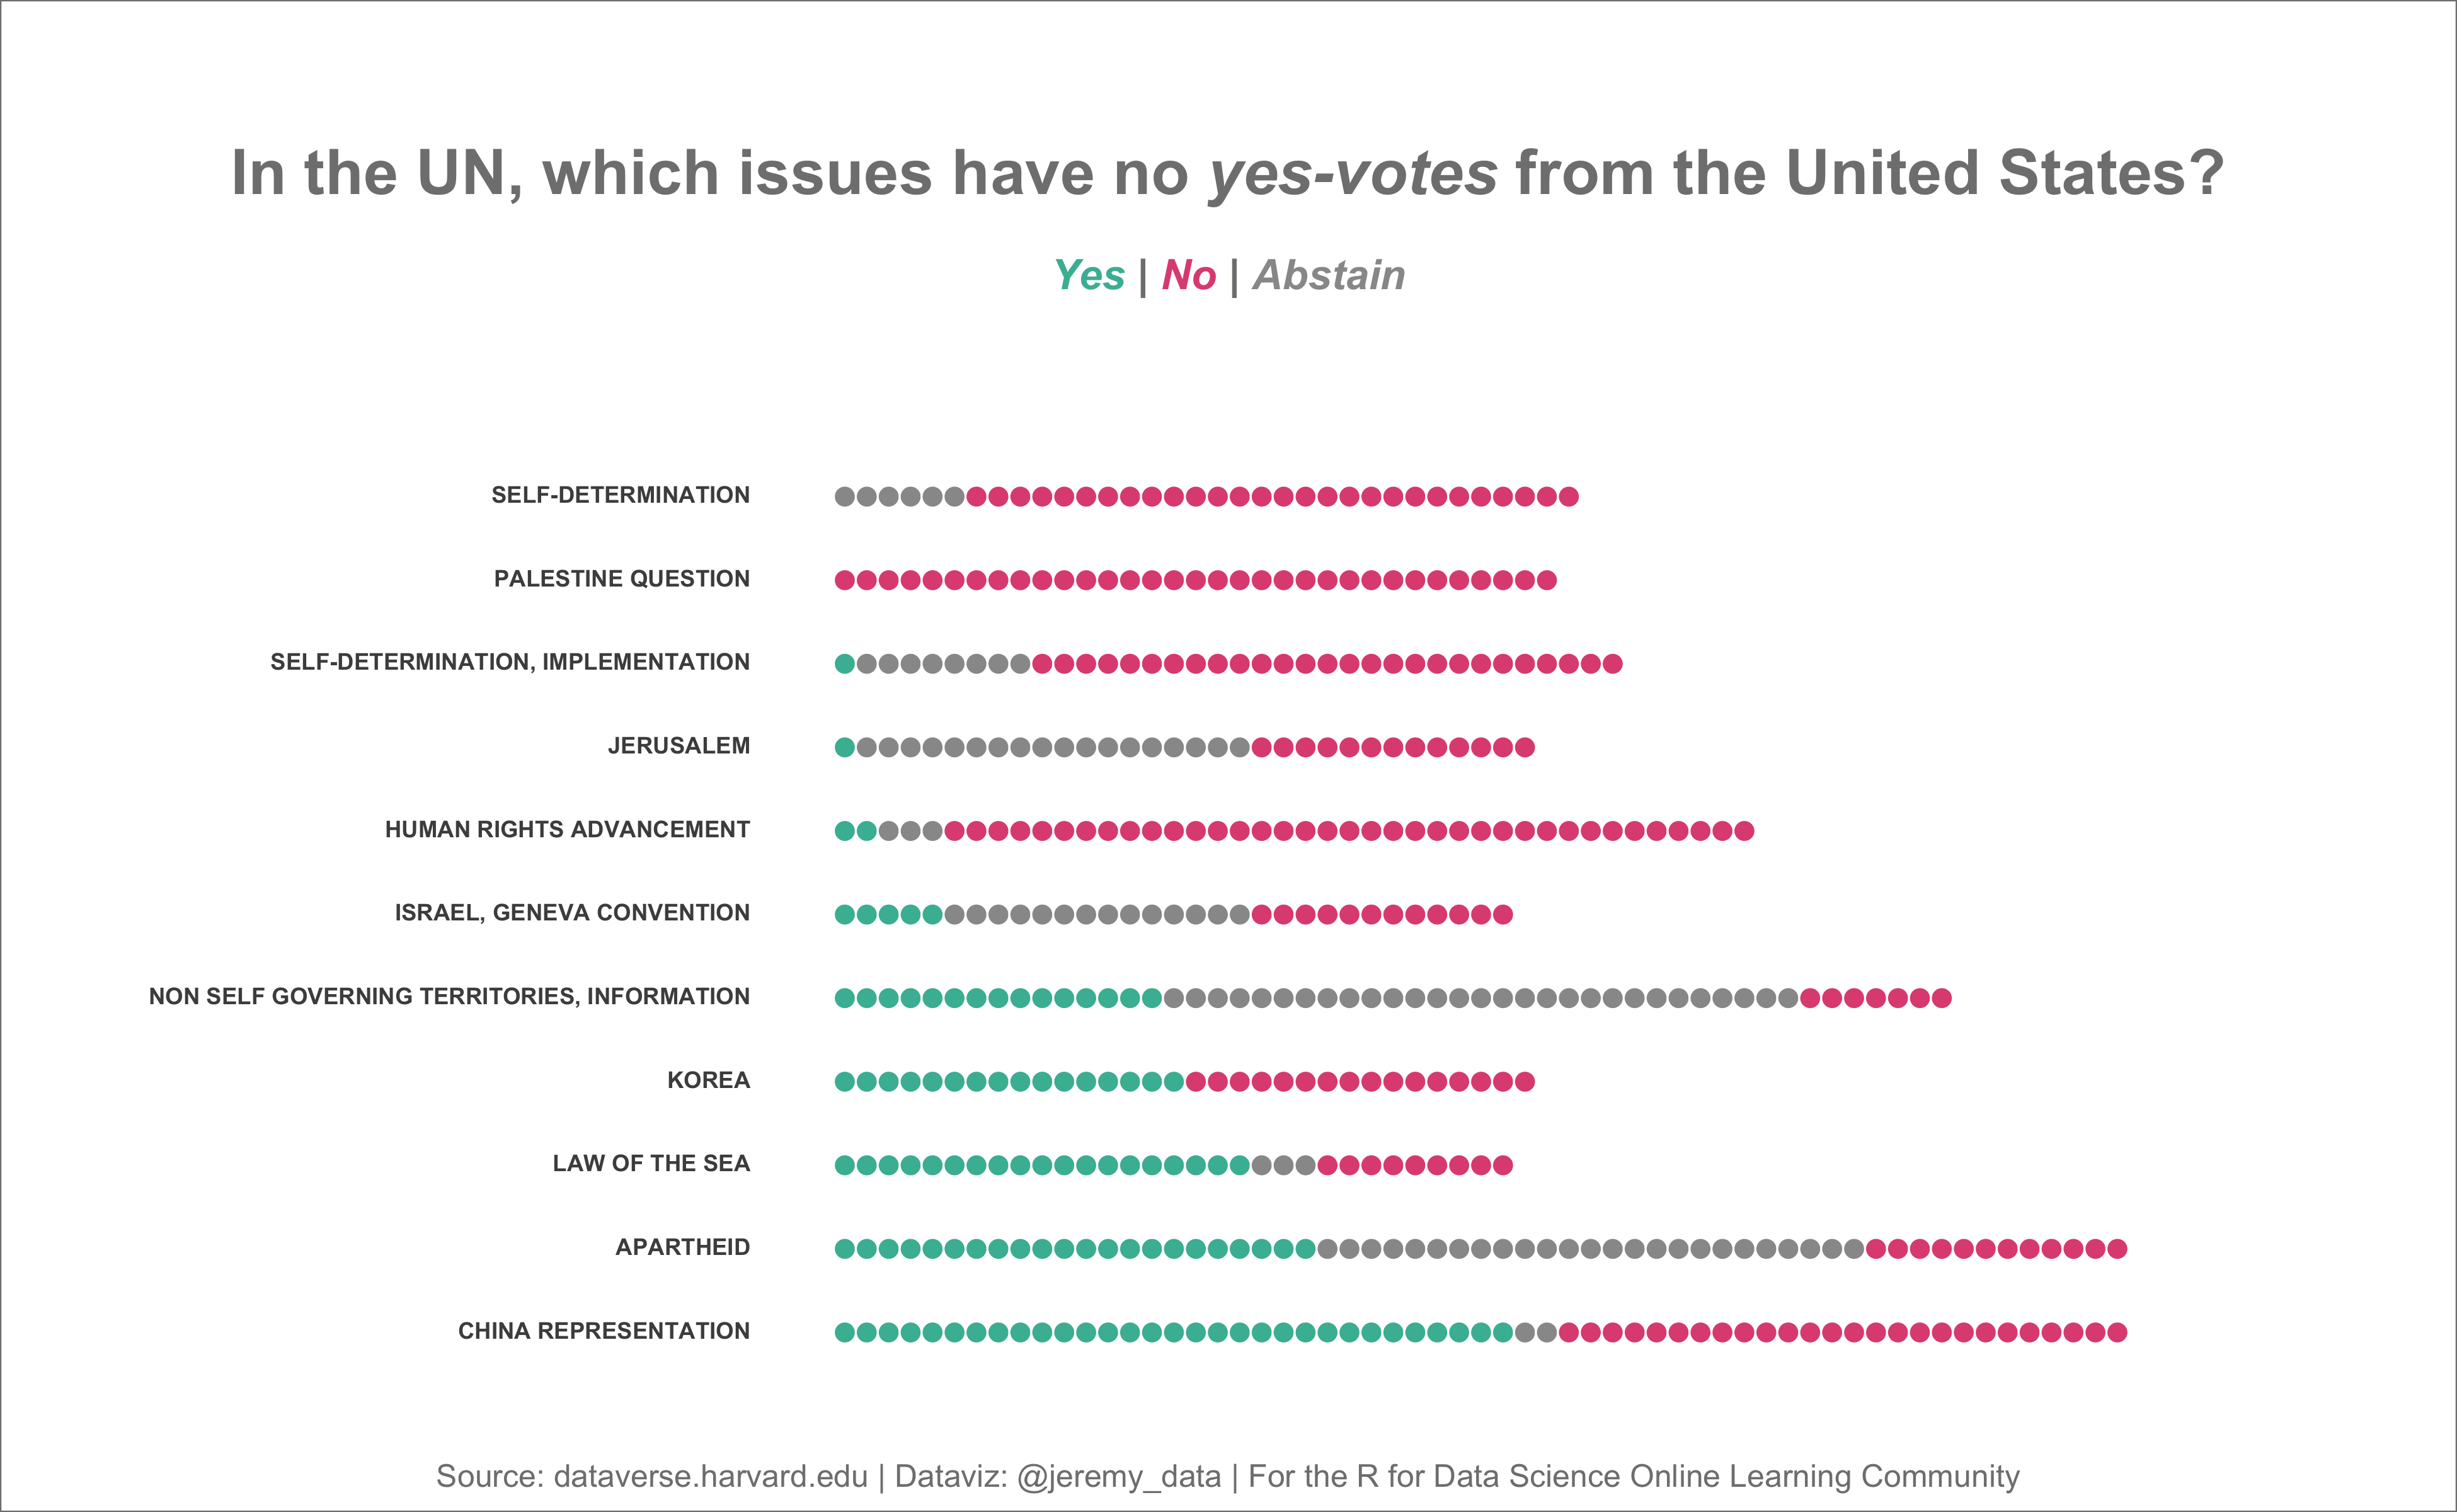 In the UN, which issues have no yes-votes from the United States?
Yes | No | Abstain
SELF-DETERMINATION
PALESTINE QUESTION
SELF-DETERMINATION, IMPLEMENTATION
JERUSALEM
HUMAN RIGHTS ADVANCEMENT
ISRAEL, GENEVA CONVENTION
NON SELF GOVERNING TERRITORIES, INFORMATION
KOREA
LAW OF THE SEA
APARTHEID
CHINA REPRESENTATION
Source: dataverse.harvard.edu | Dataviz: @jeremy_data | For the R for Data Science Online Learning Community